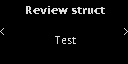 Review struct
< Test >